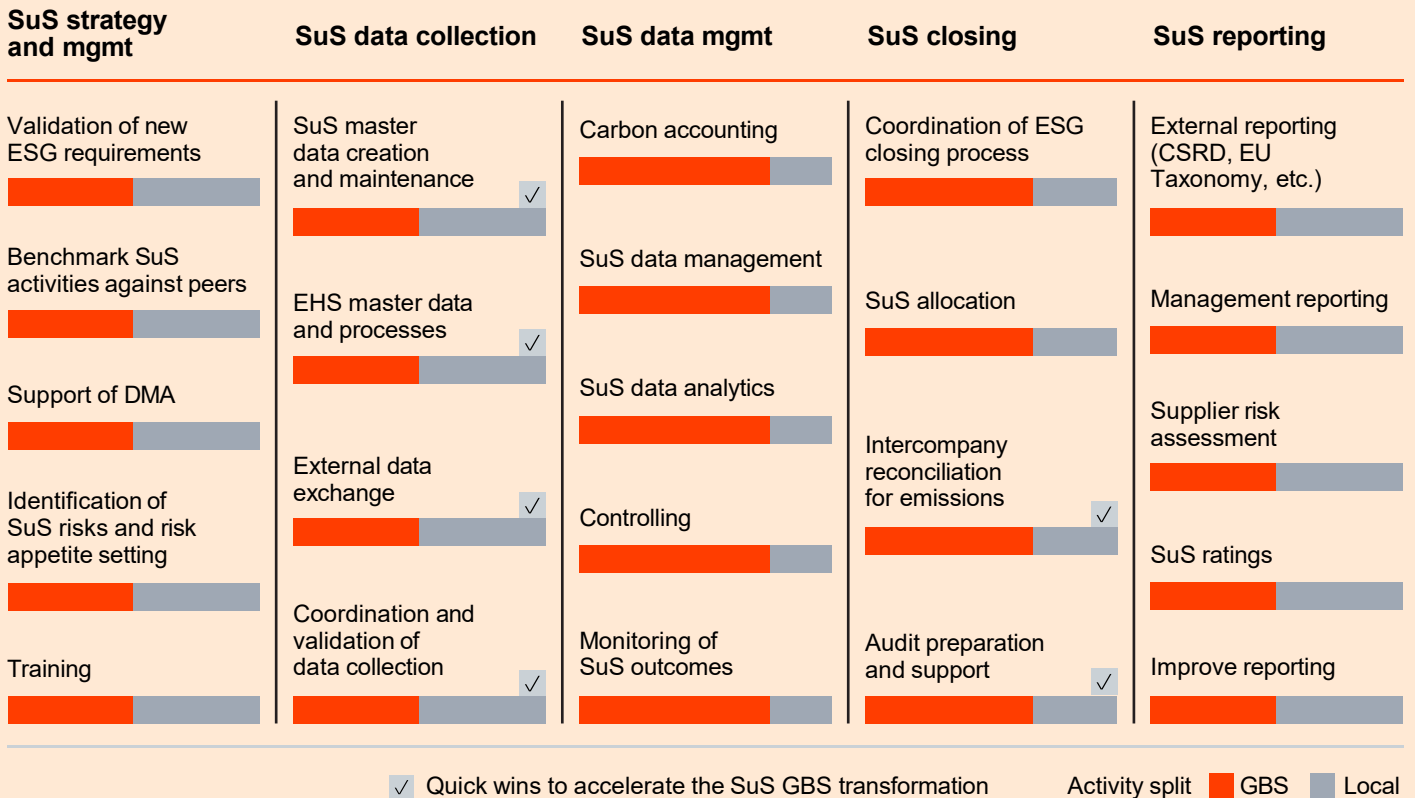 SuS strategy
and mgmt
SuS data collection
SuS data mgmt
SuS closing
SuS reporting
Validation of new
ESG requirements
Benchmark SuS
activities against peers
Support of DMA
Identification of
SuS risks and risk
appetite setting
Training
SuS master
data creation
and maintenance
EHS master data
and processes
External data
exchange
Coordination and
validation of
data collection
Carbon accounting
SuS data management
SuS data analytics
Controlling
Monitoring of
SuS outcomes
Coordination of ESG
closing process
SuS allocation
Intercompany
reconciliation
for emissions
Audit preparation
and support
External reporting
(CSRD, EU
Taxonomy, etc.)
Management reporting
Supplier risk
assessment
SuS ratings
Improve reporting
Quick wins to accelerate the SuS GBS transformation
Activity split GBS Local